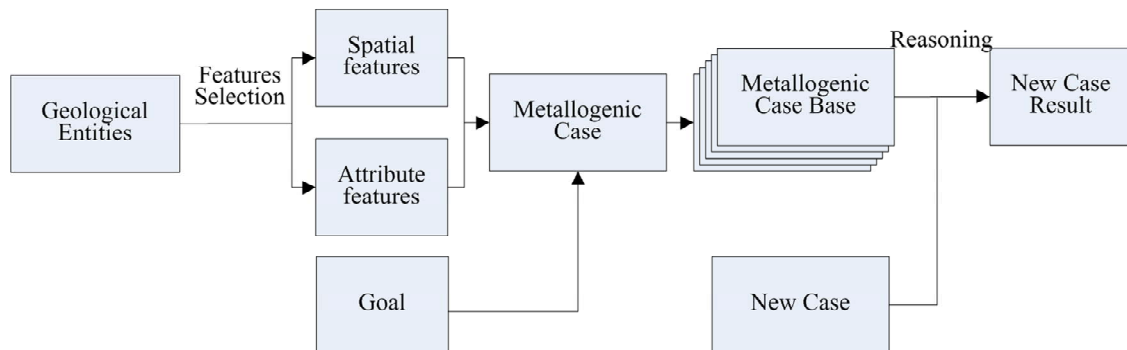 Geological
Entities
Features
Selection
Spatial
features
Attribute
features
Goal
Metallogenic
Case
Metallogenic
Case Base
Reasoning
New Case
Result
New Case